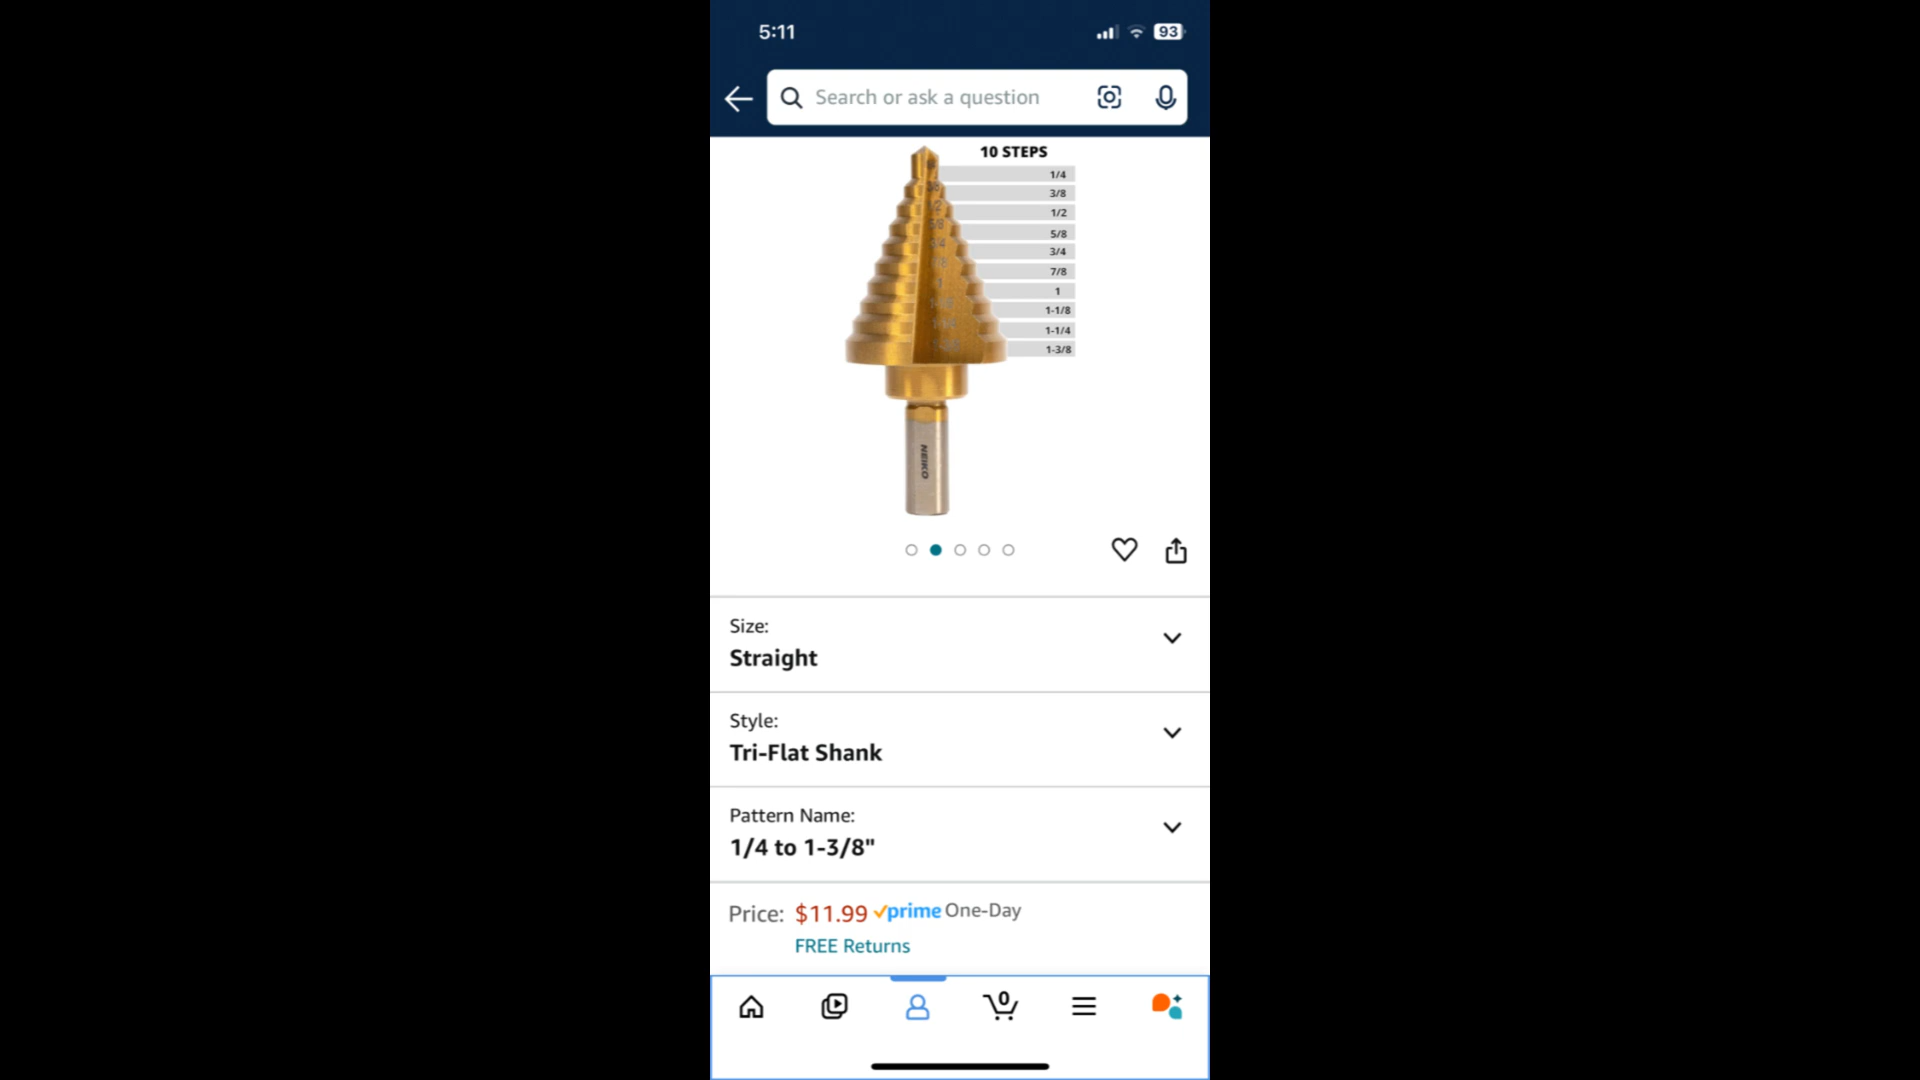 5:11
93
Search or ask a question
10 STEPS
1/4
3/8
1/2
5/8
3/4
7/8
1
1-1/8
1-1/4
1-3/8
NEIKO
Size:
Straight
Style:
Tri-Flat Shank
Pattern Name:
1/4 to 1-3/8"
Price: $11.99 prime One-Day
FREE Returns
0